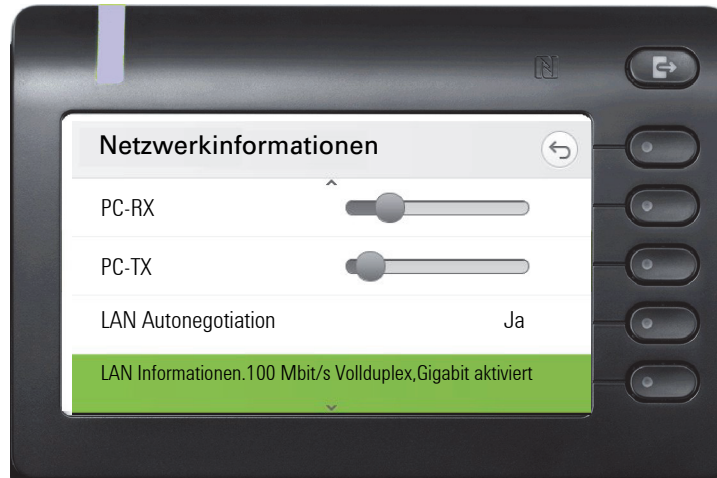 Netzwerkinformationen
PC-RX
PC-TX
LAN Autonegotiation Ja
LAN Informationen.100 Mbit/s Vollduplex,Gigabit aktiviert